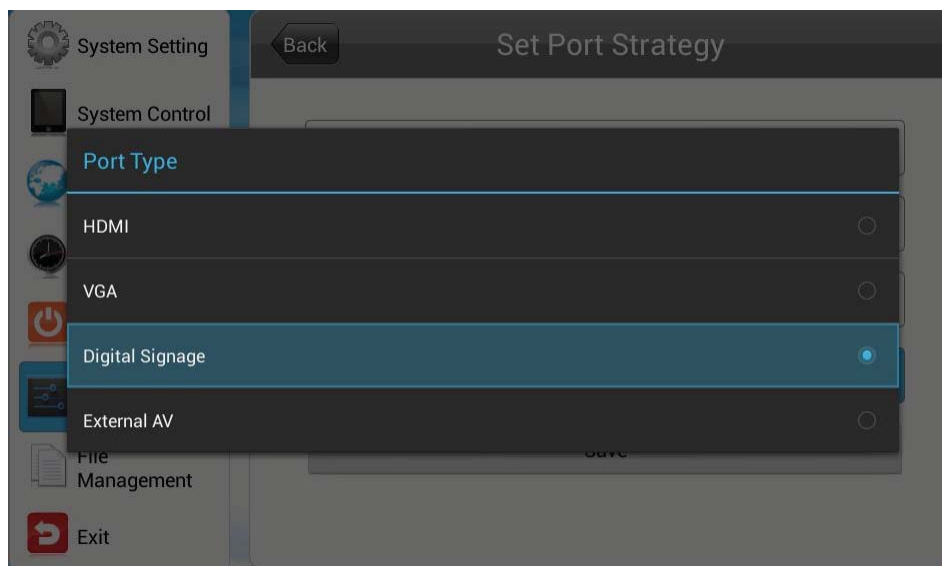 System Setting
Back
Set Port Strategy
System Control
Port Type
HDMI
VGA
Digital Signage
External AV
File
Management
Save
Exit